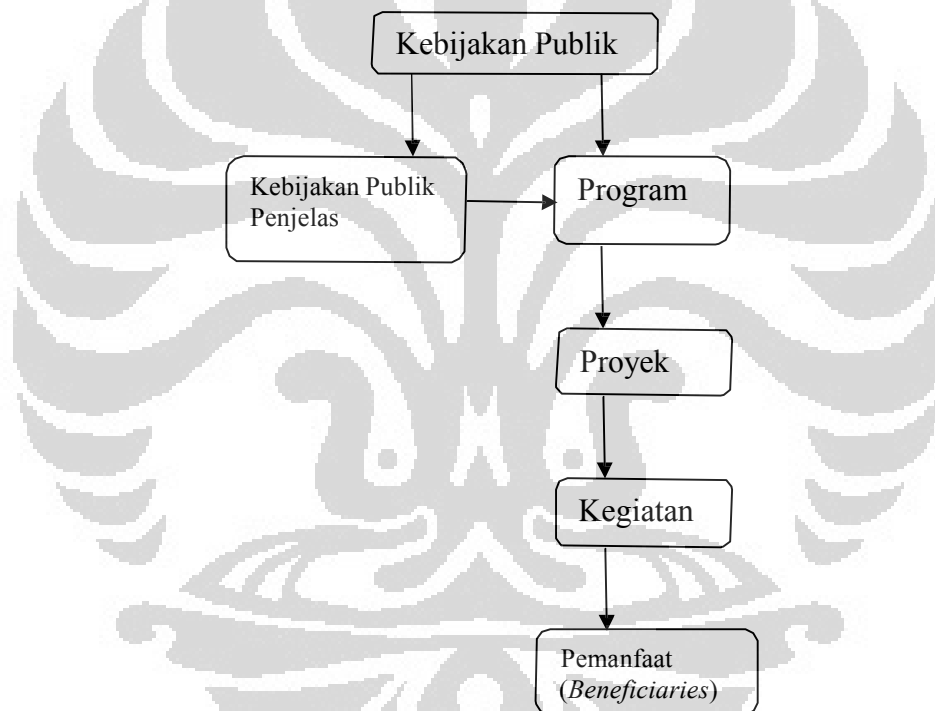 Kebijakan Publik
Kebijakan Publik
Penjelas
Program
Proyek
Kegiatan
Pemanfaat
(Beneficiaries)